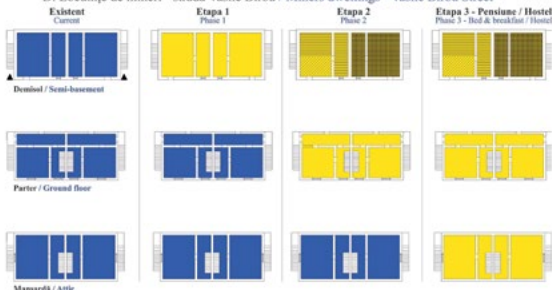 Existent
Current
Etapa 1
Phase 1
Etapa 2
Phase 2
Etapa 3 - Pensiune / Hostel
Phase 3 - Bed & breakfast / Hostel
Demisol / Semi-basement
Parter / Ground floor
Mansardă / Attic